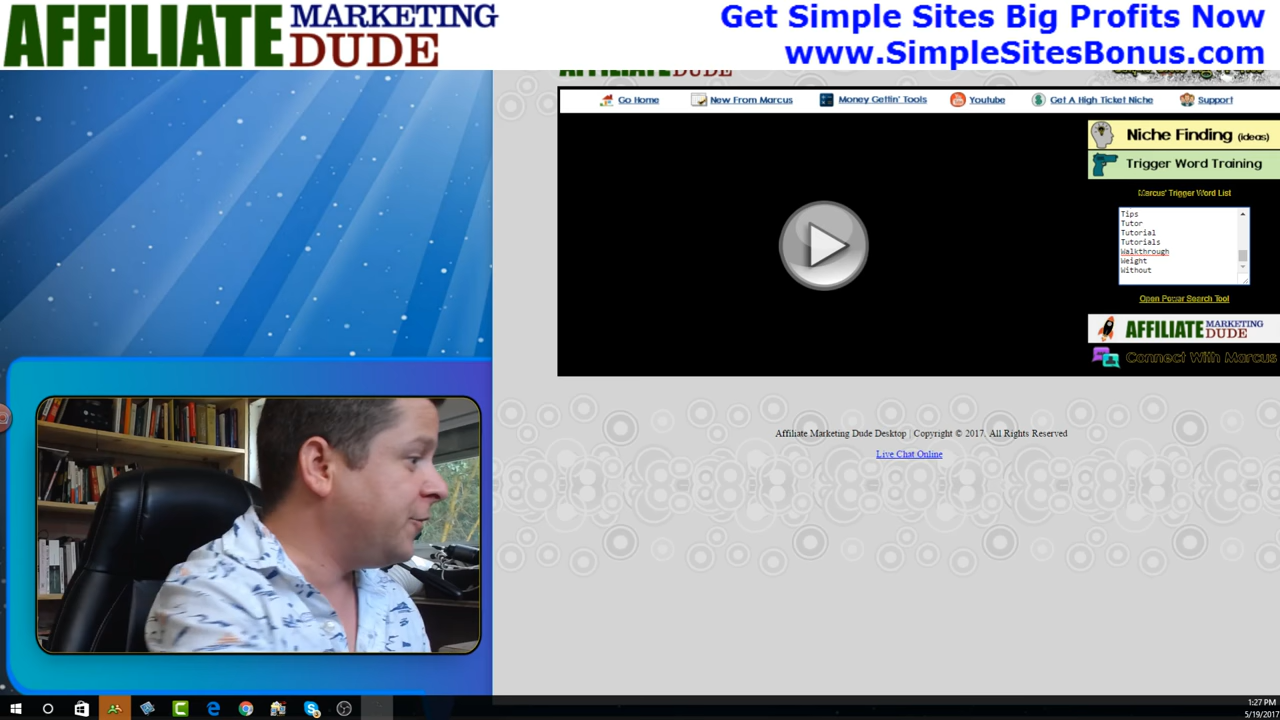 AFFILIATE MARKETING DUDE
Get Simple Sites Big Profits Now
www.SimpleSitesBonus.com
Go Home
New From Marcus
Money Gettin' Tools
Youtube
Get A High Ticket Niche
Support
Niche Finding (ideas)
Trigger Word Training
Marcus' Trigger Word List
Tips
Tutor
Tutorial
Tutorials
Walkthrough
Weight
Without
Open Power Search Tool
AFFILIATE MARKETING DUDE
Connect With Marcus
Affiliate Marketing Dude Desktop | Copyright © 2017. All Rights Reserved
Live Chat Online
1:27 PM
5/19/2017